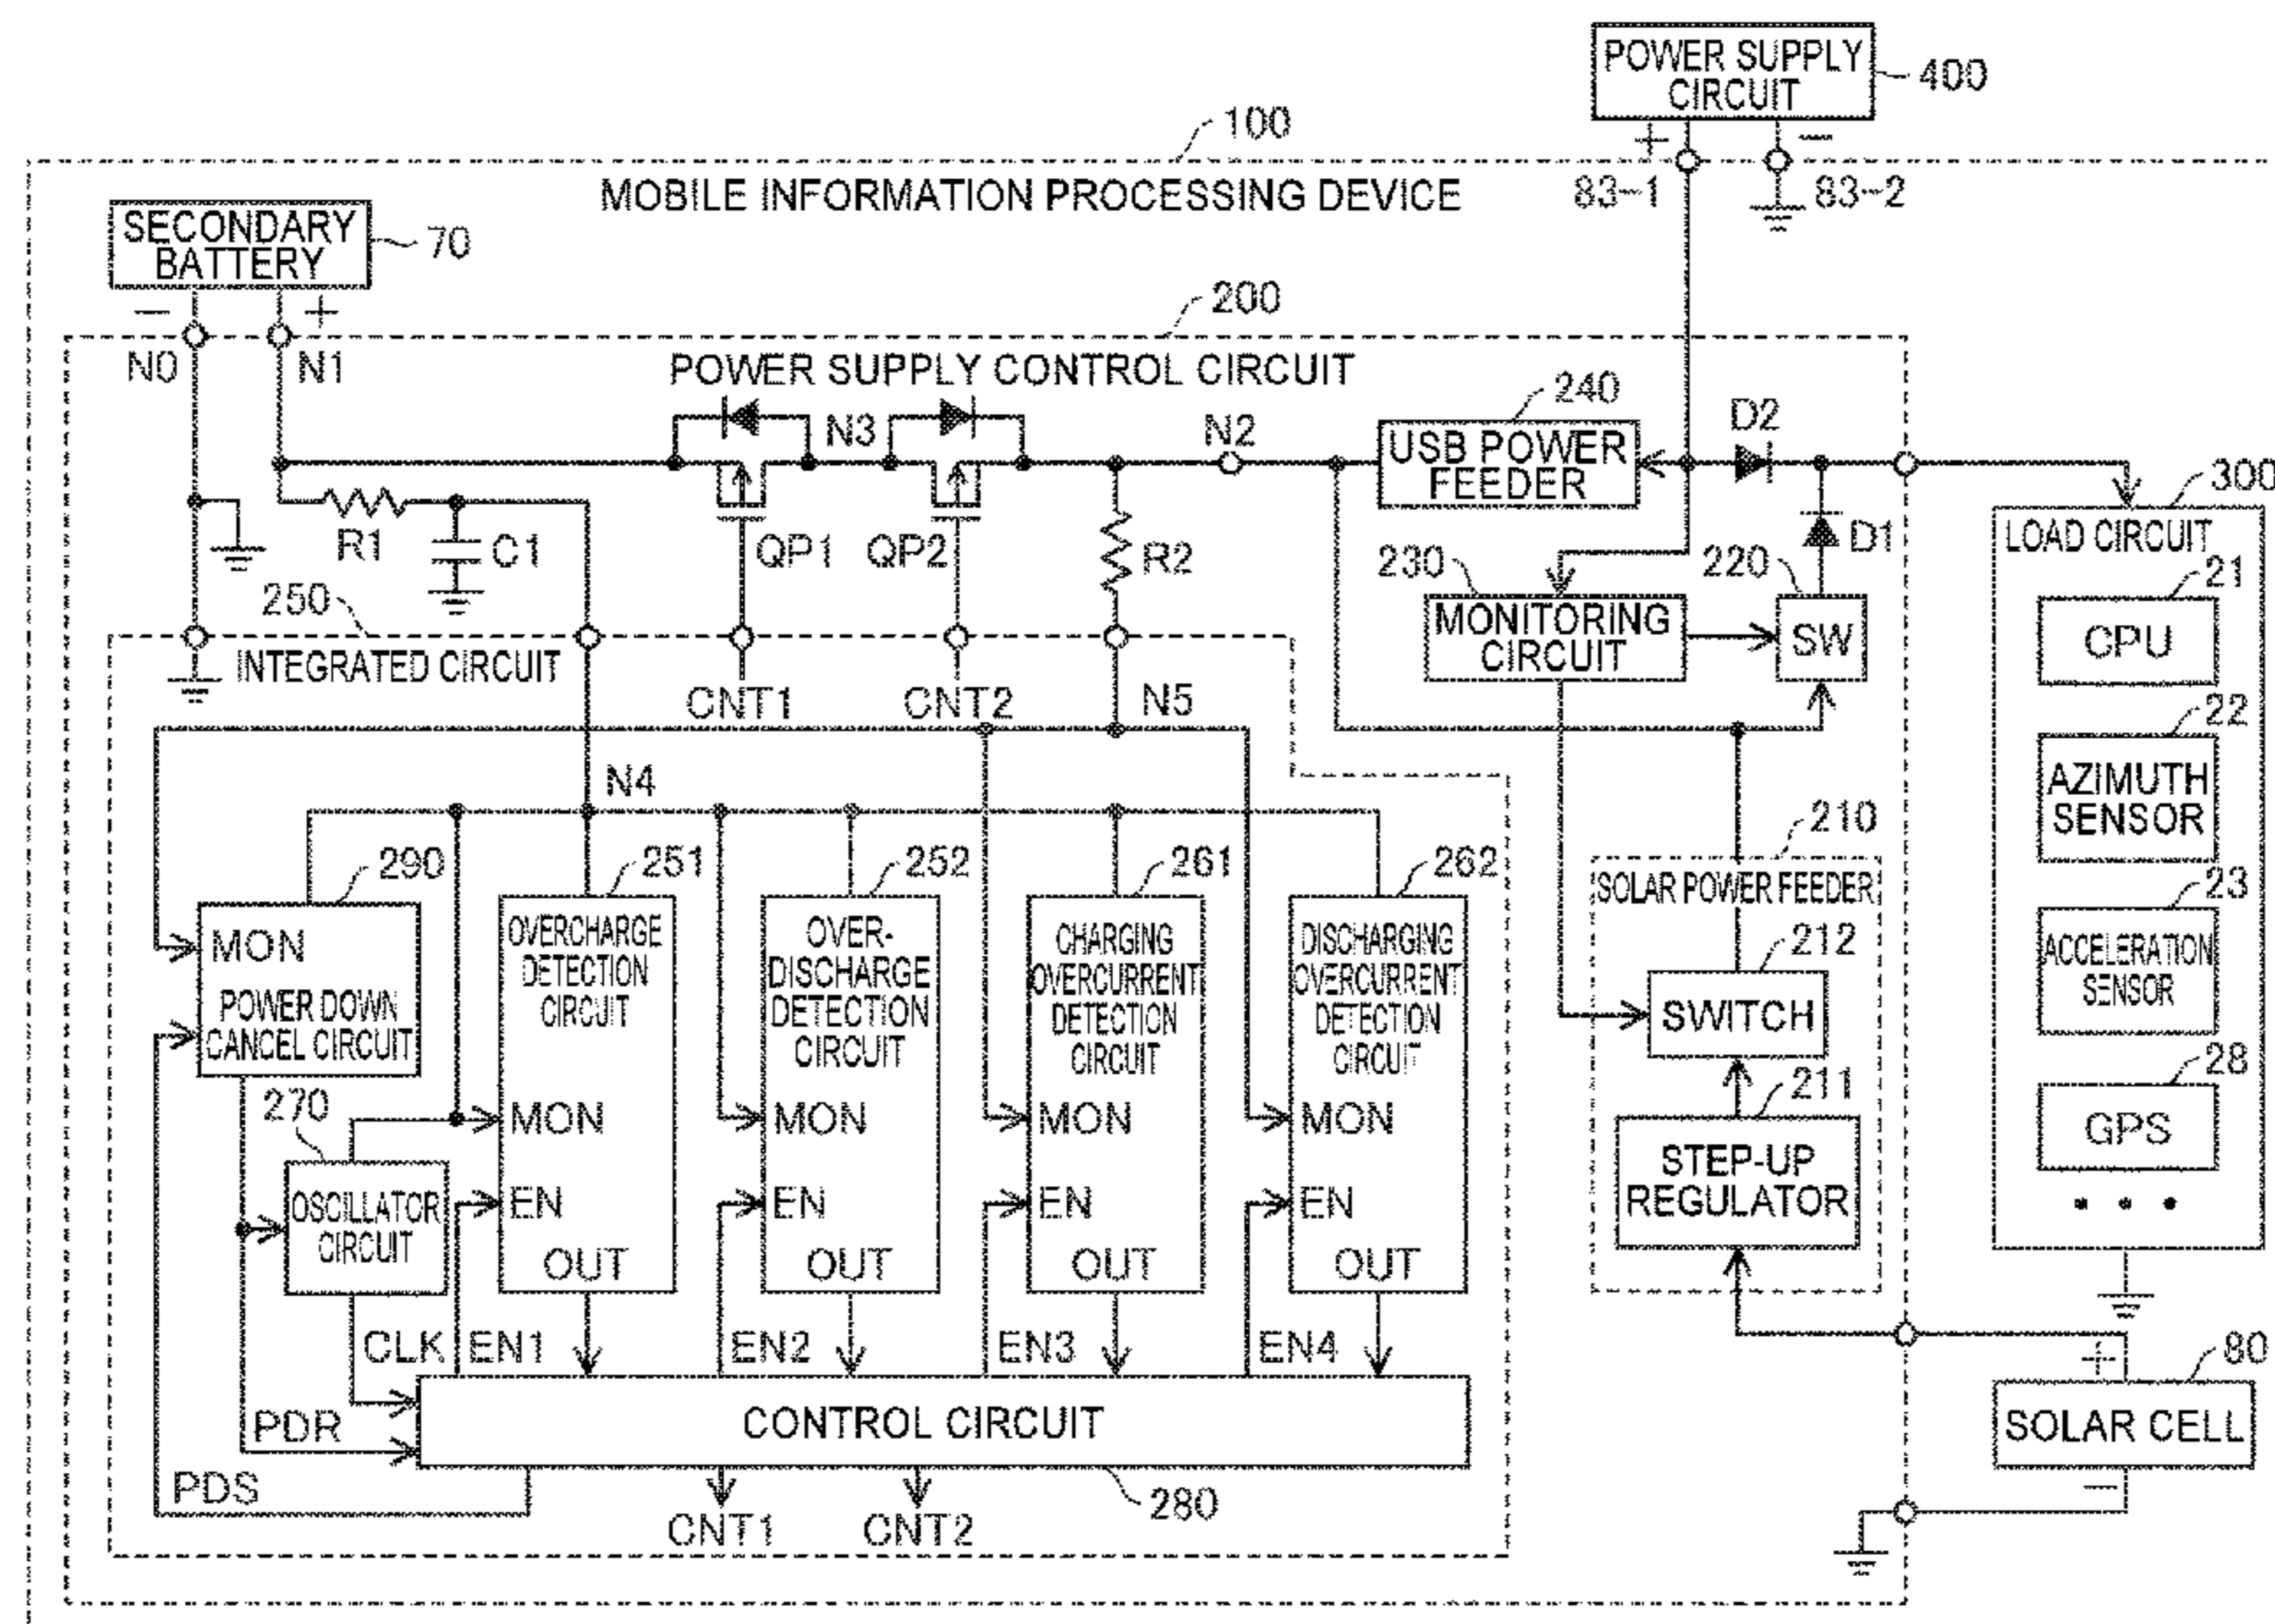 POWER SUPPLY
CIRCUIT
400
+
−
100
83-1
83-2
MOBILE INFORMATION PROCESSING DEVICE
SECONDARY
BATTERY
70
−
+
200
N0
N1
POWER SUPPLY CONTROL CIRCUIT
240
N3
N2
D2
USB POWER
FEEDER
300
R1
C1
QP1
QP2
R2
D1
LOAD CIRCUIT
230
220
21
250
MONITORING
CIRCUIT
SW
CPU
INTEGRATED CIRCUIT
CNT1
CNT2
N5
22
AZIMUTH
SENSOR
N4
210
290
251
252
261
262
SOLAR POWER FEEDER
23
MON
POWER DOWN
CANCEL CIRCUIT
OVERCHARGE
DETECTION
CIRCUIT
OVER-
DISCHARGE
DETECTION
CIRCUIT
CHARGING
OVERCURRENT
DETECTION
CIRCUIT
DISCHARGING
OVERCURRENT
DETECTION
CIRCUIT
212
SWITCH
ACCELERATION
SENSOR
28
270
211
MON
MON
MON
MON
GPS
STEP-UP
REGULATOR
OSCILLATOR
CIRCUIT
EN
EN
EN
EN
• • •
OUT
OUT
OUT
OUT
CLK
EN1
EN2
EN3
EN4
+
80
PDR
CONTROL CIRCUIT
SOLAR CELL
PDS
280
−
CNT1
CNT2